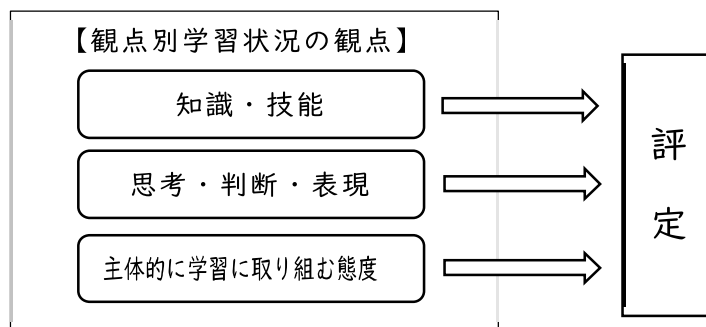 【観点別学習状況の観点】
知識・技能
思考・判断・表現
主体的に学習に取り組む態度
評定